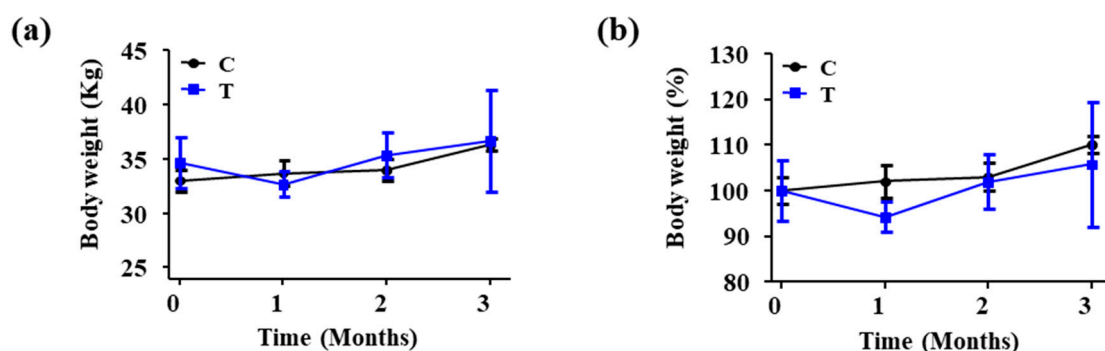 (a)
Body weight (Kg)
45
40
35
30
25
C
T
0 1 2 3
Time (Months)
(b)
Body weight (%)
130
120
110
100
90
80
C
T
0 1 2 3
Time (Months)